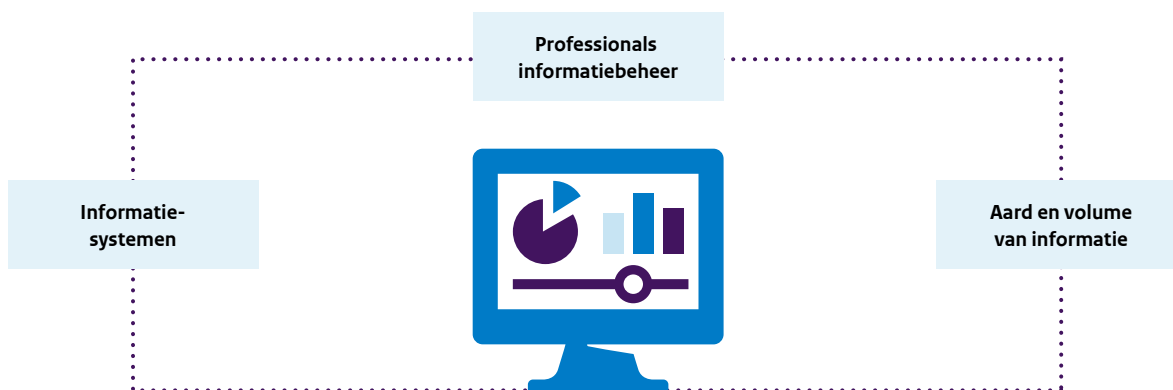 Professionals
informatiebeheer
Informatie-
systemen
Aard en volume
van informatie